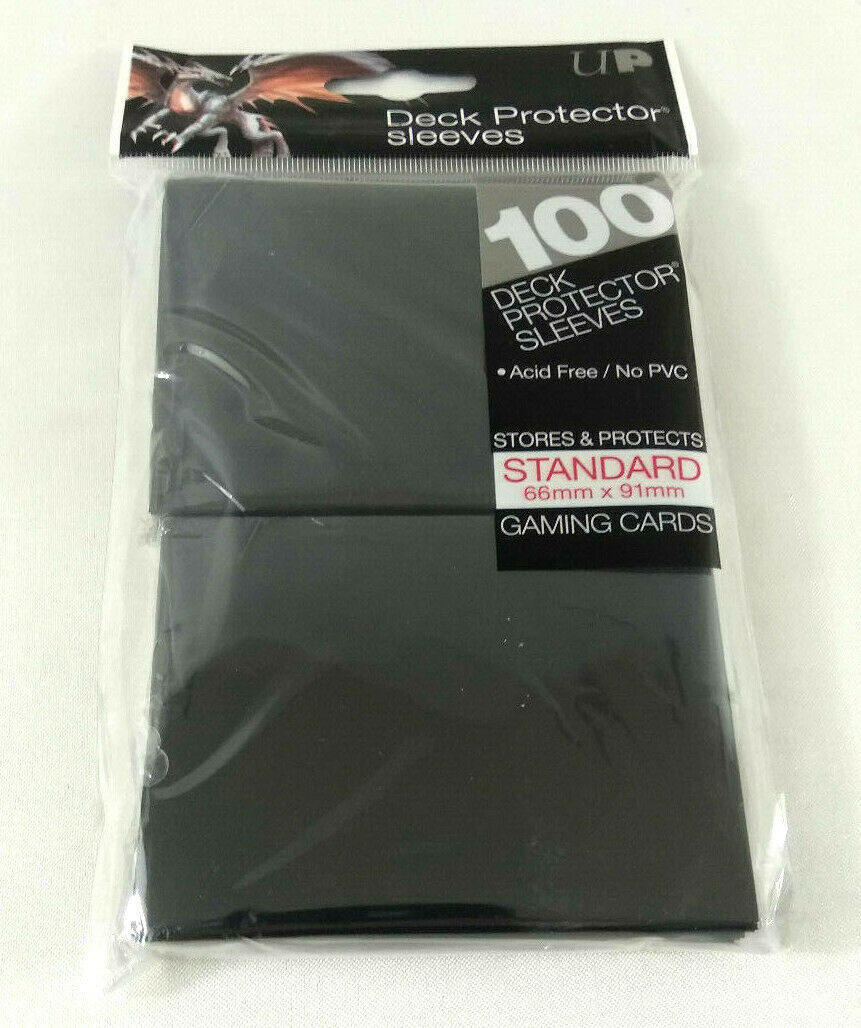 UP
Deck Protector®
sleeves
100
DECK
PROTECTOR®
SLEEVES
• Acid Free / No PVC
STORES & PROTECTS
STANDARD
66mm x 91mm
GAMING CARDS